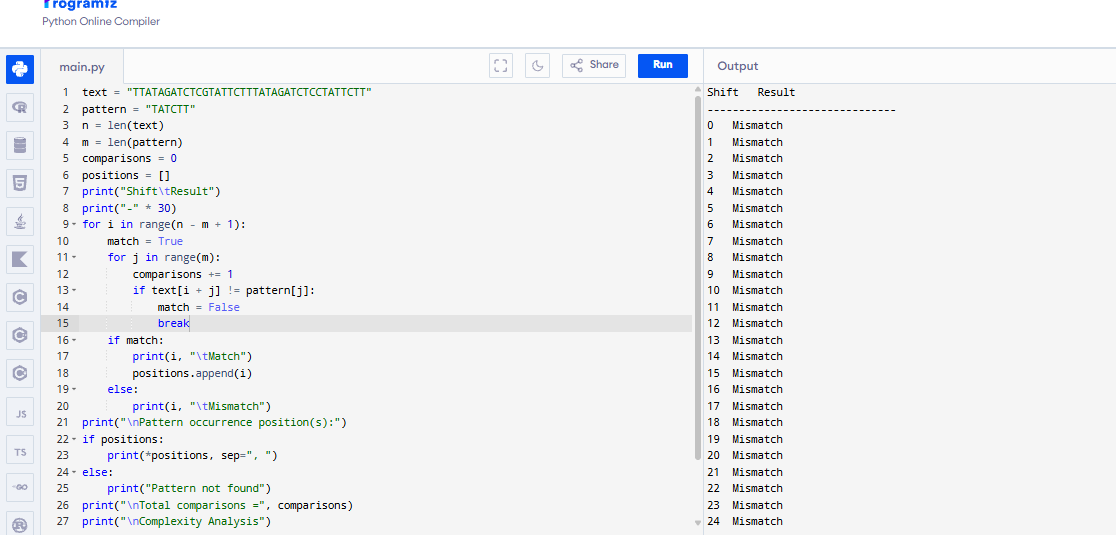 Programiz
Python Online Compiler
main.py
Share
Run
Output
1 text = "TTATAGATCTCGTATTCTTTATAGATCTCCTATTCTT"
2 pattern = "TATCTT"
3 n = len(text)
4 m = len(pattern)
5 comparisons = 0
6 positions = []
7 print("Shift\tResult")
8 print("-" * 30)
9 for i in range(n - m + 1):
10 match = True
11 for j in range(m):
12 comparisons += 1
13 if text[i + j] != pattern[j]:
14 match = False
15 break
16 if match:
17 print(i, "\tMatch")
18 positions.append(i)
19 else:
20 print(i, "\tMismatch")
21 print("\nPattern occurrence position(s):")
22 if positions:
23 print(*positions, sep=", ")
24 else:
25 print("Pattern not found")
26 print("\nTotal comparisons =", comparisons)
27 print("\nComplexity Analysis")
JS
TS
GO
Shift Result
------------------------------
0 Mismatch
1 Mismatch
2 Mismatch
3 Mismatch
4 Mismatch
5 Mismatch
6 Mismatch
7 Mismatch
8 Mismatch
9 Mismatch
10 Mismatch
11 Mismatch
12 Mismatch
13 Mismatch
14 Mismatch
15 Mismatch
16 Mismatch
17 Mismatch
18 Mismatch
19 Mismatch
20 Mismatch
21 Mismatch
22 Mismatch
23 Mismatch
24 Mismatch